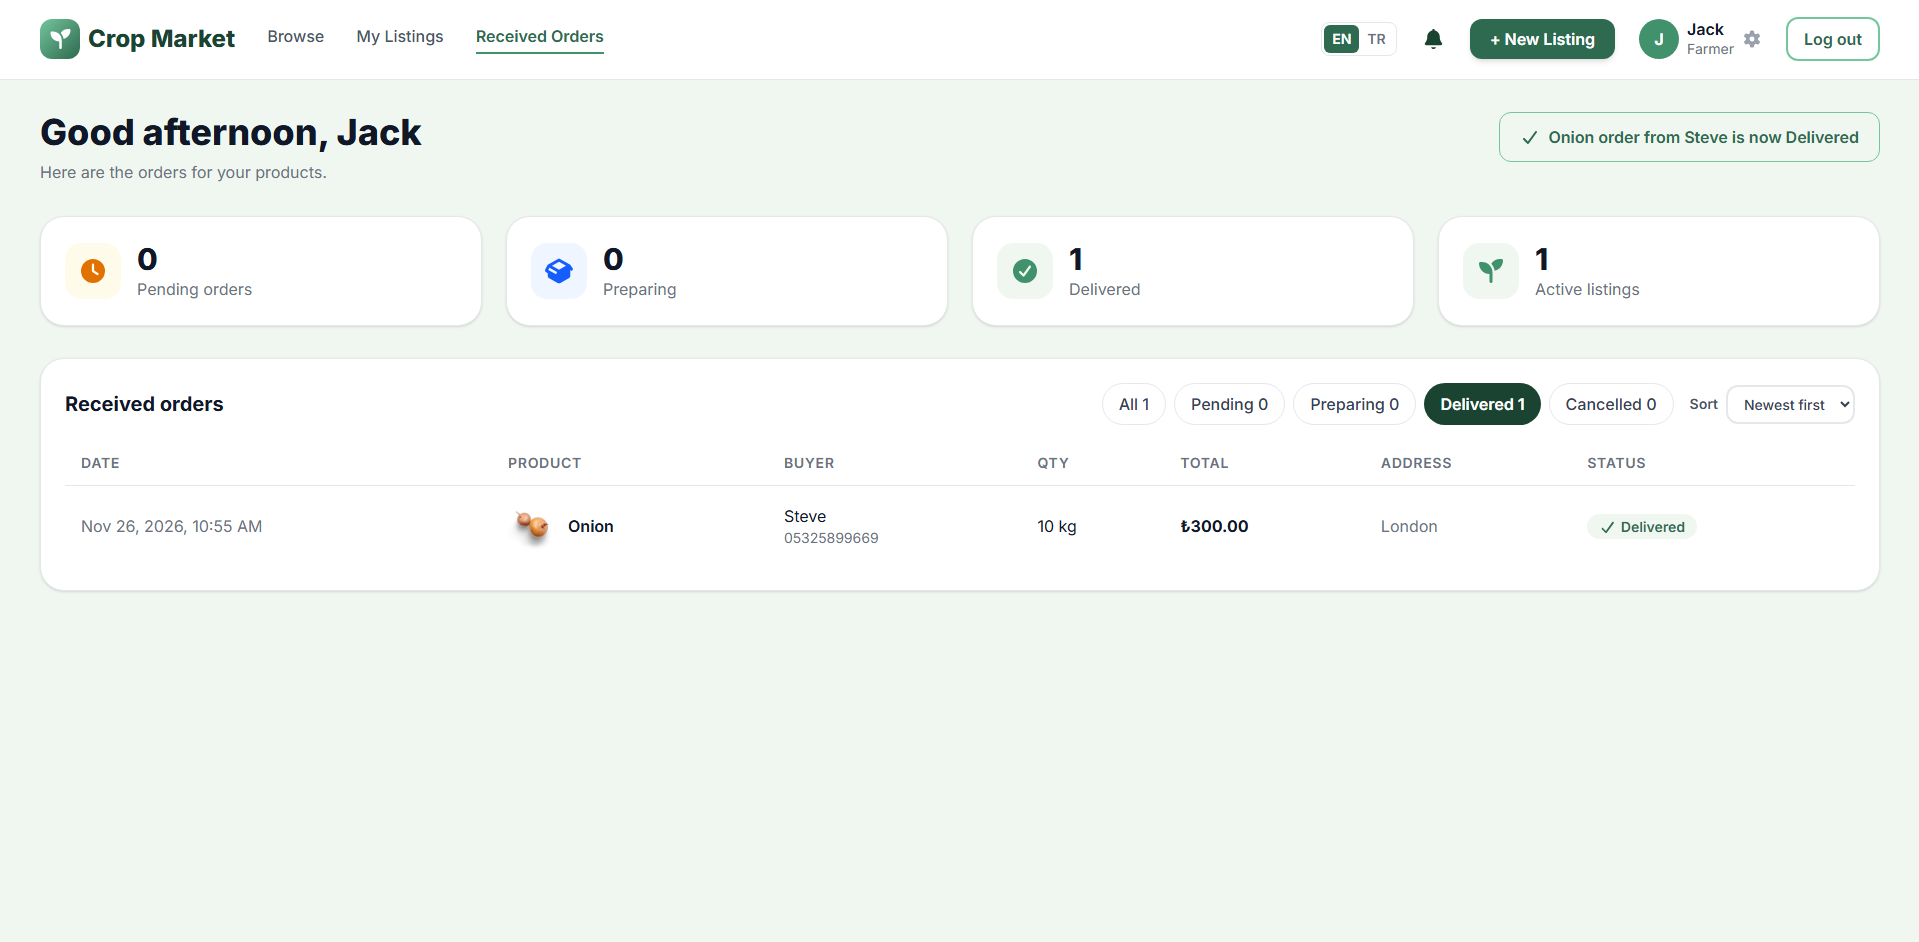 Crop Market
Browse
My Listings
Received Orders
EN TR
+ New Listing
J
Jack
Farmer
Log out
Good afternoon, Jack
Here are the orders for your products.
✓ Onion order from Steve is now Delivered
0
Pending orders
0
Preparing
1
Delivered
1
Active listings
Received orders
All 1
Pending 0
Preparing 0
Delivered 1
Cancelled 0
Sort
Newest first
DATE PRODUCT BUYER QTY TOTAL ADDRESS STATUS
Nov 26, 2026, 10:55 AM
Onion
Steve
05325899669
10 kg
₺300.00
London
✓ Delivered